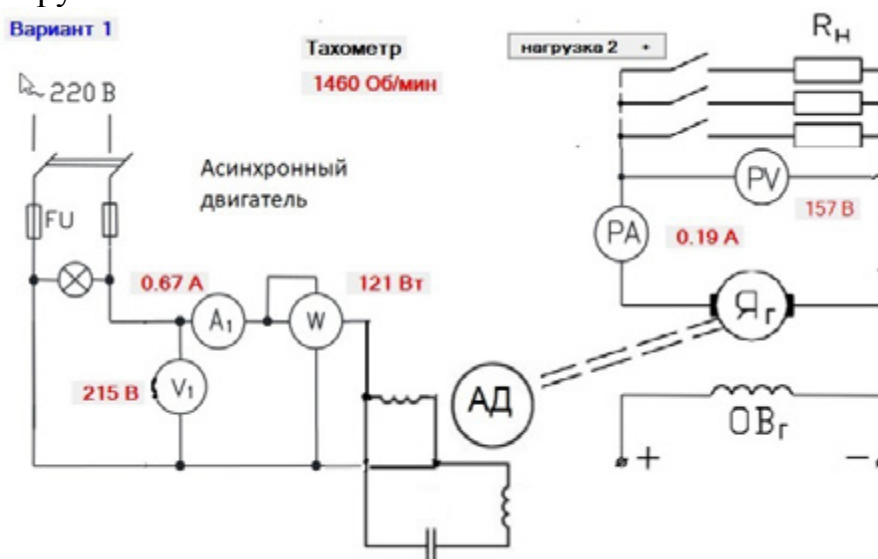 Вариант 1
Тахометр
1460 Об/мин
нагрузка 2
Rн
~ 220 В
Асинхронный
двигатель
FU
PV
157 В
PA
0.19 А
0.67 А
121 Вт
A1
W
Яг
215 В
V1
АД
ОВг
+
-